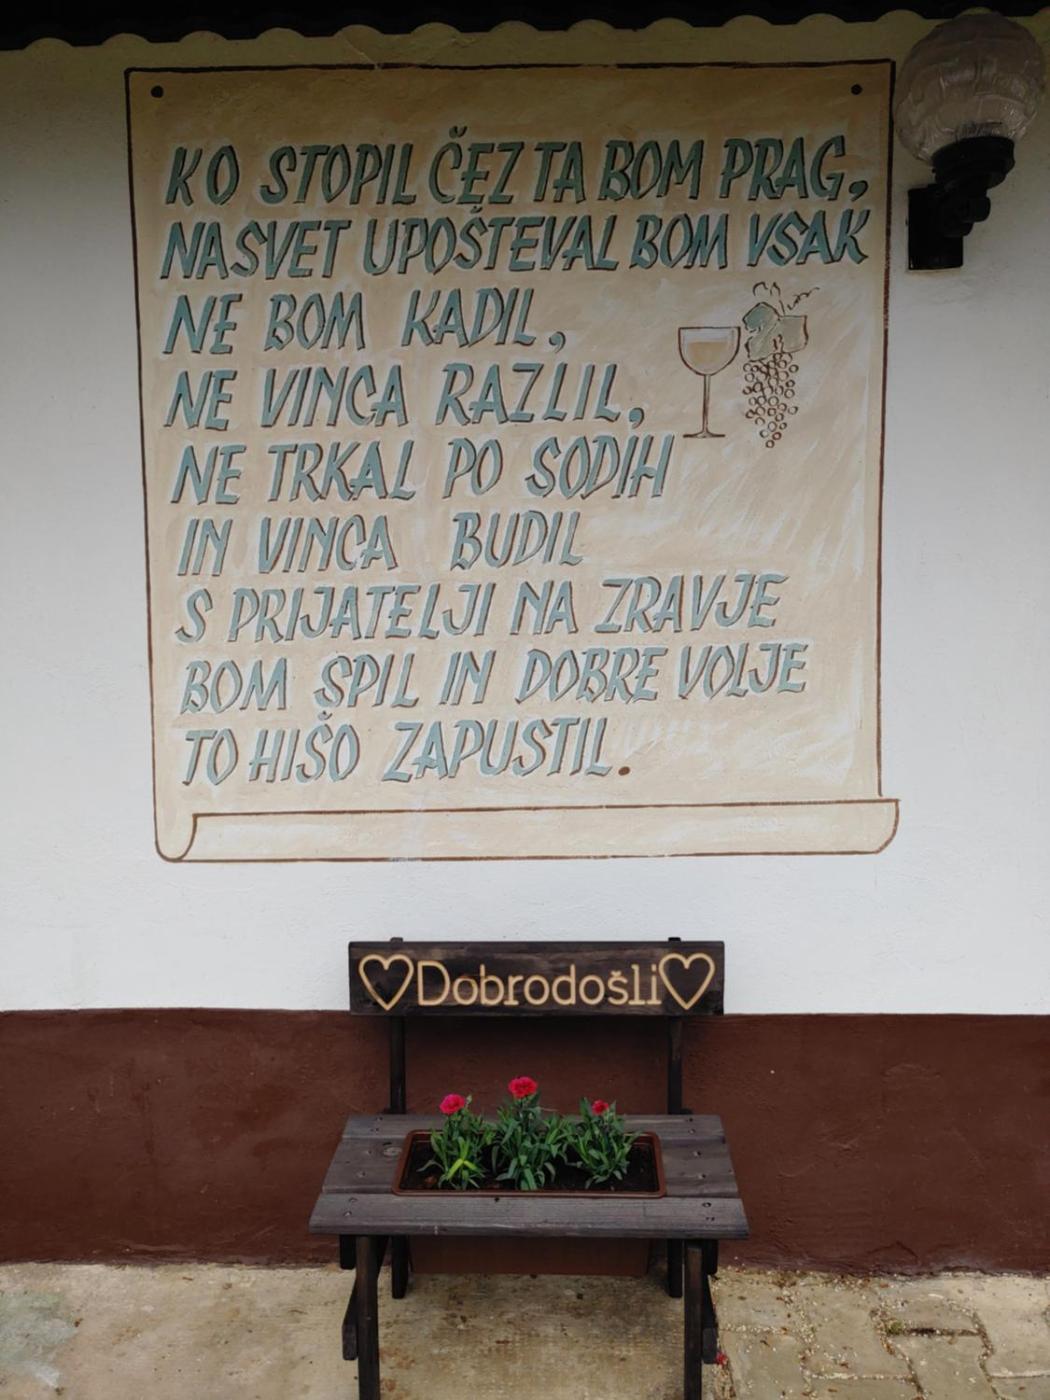 KO STOPIL ČEZ TA BOM PRAG,
NASVET UPOŠTEVAL BOM VSAK
NE BOM KADIL,
NE VINCA RAZLIL,
NE TRKAL PO SODIH
IN VINCA BUDIL
S PRIJATELJI NA ZRAVJE
BOM SPIL IN DOBRE VOLJE
TO HIŠO ZAPUSTIL.
Dobrodošli